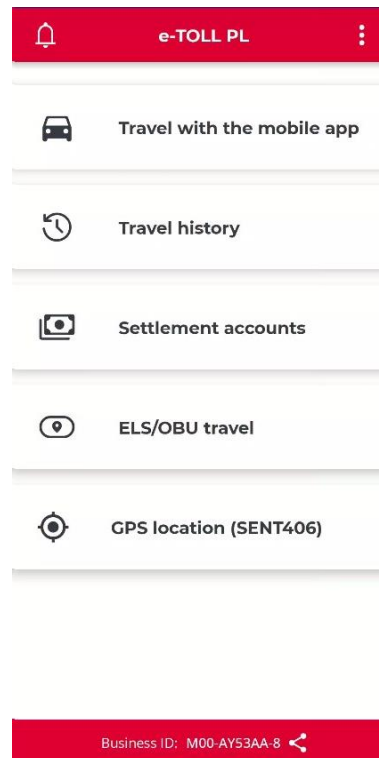 e-TOLL PL
Travel with the mobile app
Travel history
Settlement accounts
ELS/OBU travel
GPS location (SENT406)
Business ID: M00-AY53AA-8